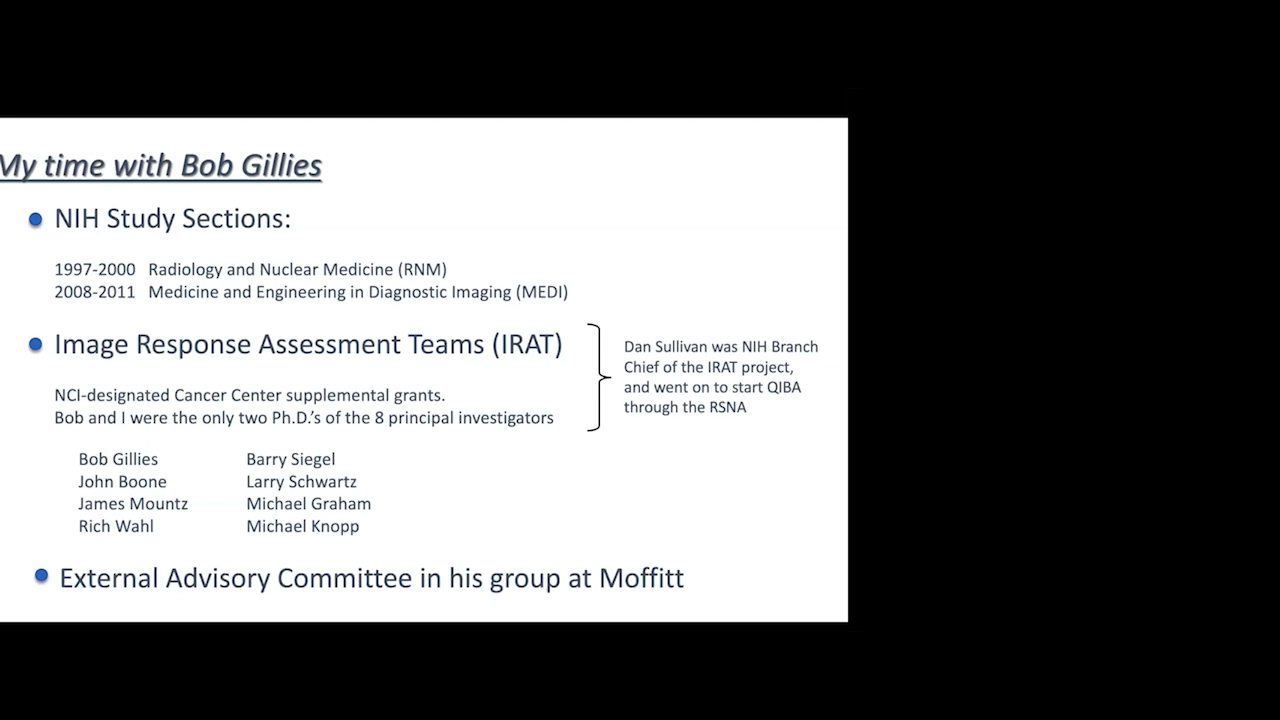 My time with Bob Gillies
NIH Study Sections:
1997-2000 Radiology and Nuclear Medicine (RNM)
2008-2011 Medicine and Engineering in Diagnostic Imaging (MEDI)
Image Response Assessment Teams (IRAT)
NCI-designated Cancer Center supplemental grants.
Bob and I were the only two Ph.D.'s of the 8 principal investigators
Dan Sullivan was NIH Branch
Chief of the IRAT project,
and went on to start QIBA
through the RSNA
Bob Gillies
John Boone
James Mountz
Rich Wahl
Barry Siegel
Larry Schwartz
Michael Graham
Michael Knopp
External Advisory Committee in his group at Moffitt